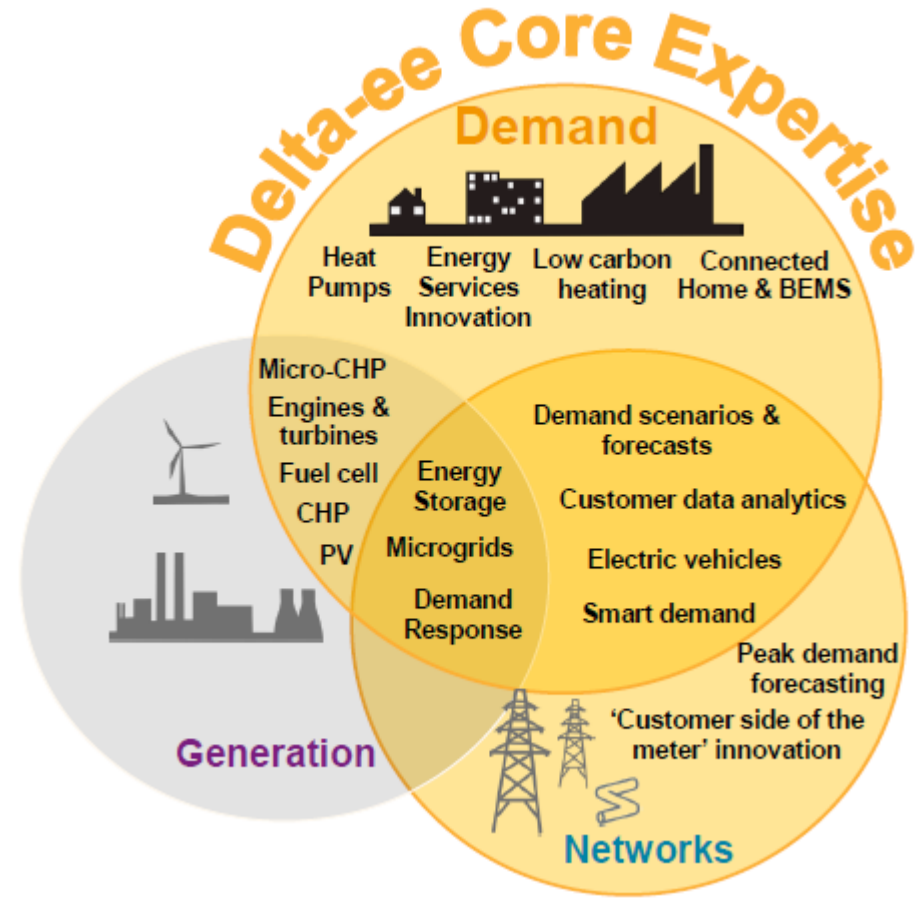 Delta-ee Core Expertise
Demand
Heat
Pumps
Energy
Services
Innovation
Low carbon
heating
Connected
Home & BEMS
Micro-CHP
Engines &
turbines
Fuel cell
CHP
PV
Energy
Storage
Microgrids
Demand
Response
Demand scenarios &
forecasts
Customer data analytics
Electric vehicles
Smart demand
Peak demand
forecasting
‘Customer side of the
meter’ innovation
Generation
Networks